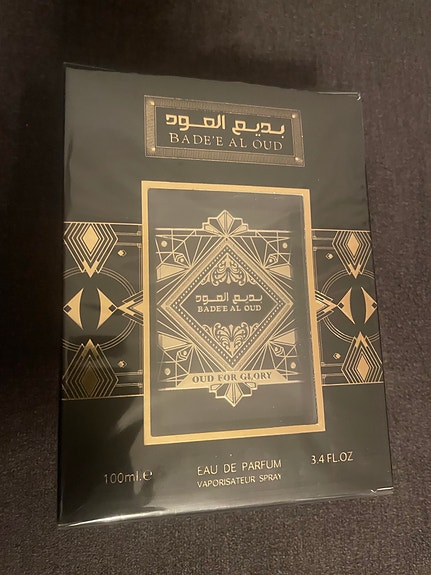 بديع العود
BADE'E AL OUD
بديع العود
BADE'E AL OUD
OUD FOR GLORY
100ml.e
EAU DE PARFUM
VAPORISATEUR SPRAY
3.4 FL.OZ